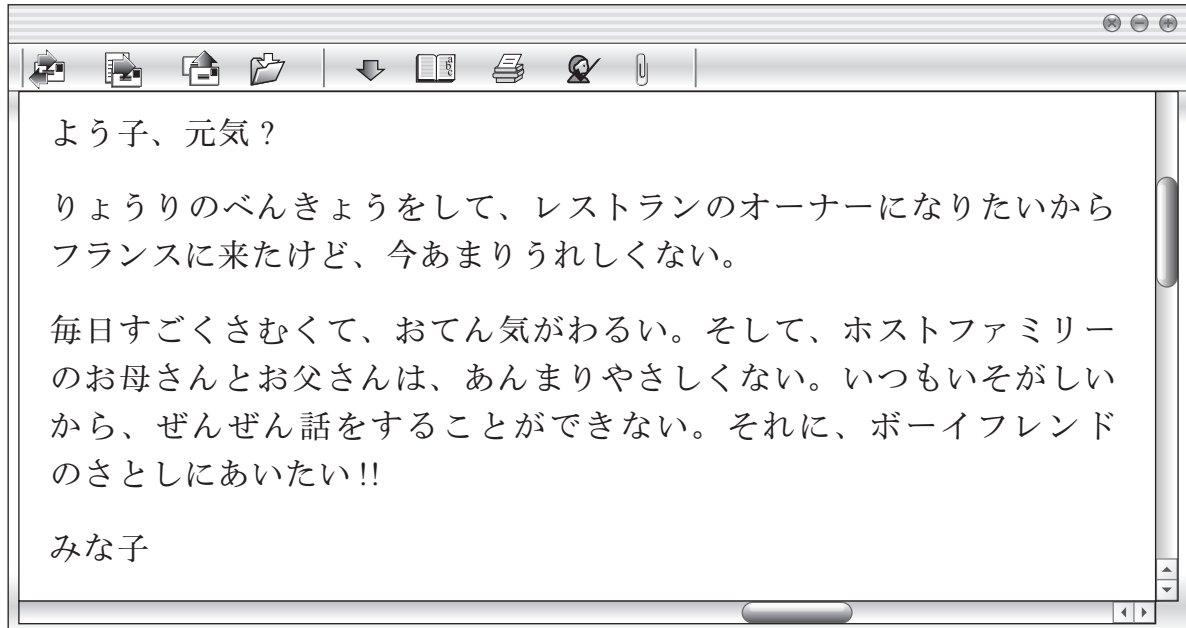 よう子、元気?
りょうりのべんきょうをして、レストランのオーナーになりたいから
フランスに来たけど、今あまりうれしくない。
毎日すごくさむくて、おてん気がわるい。そして、ホストファミリー
のお母さんとお父さんは、あんまりやさしくない。いつもいそがしい
から、ぜんぜん話をすることができない。それに、ボーイフレンド
のさとしにあいたい!!
みな子